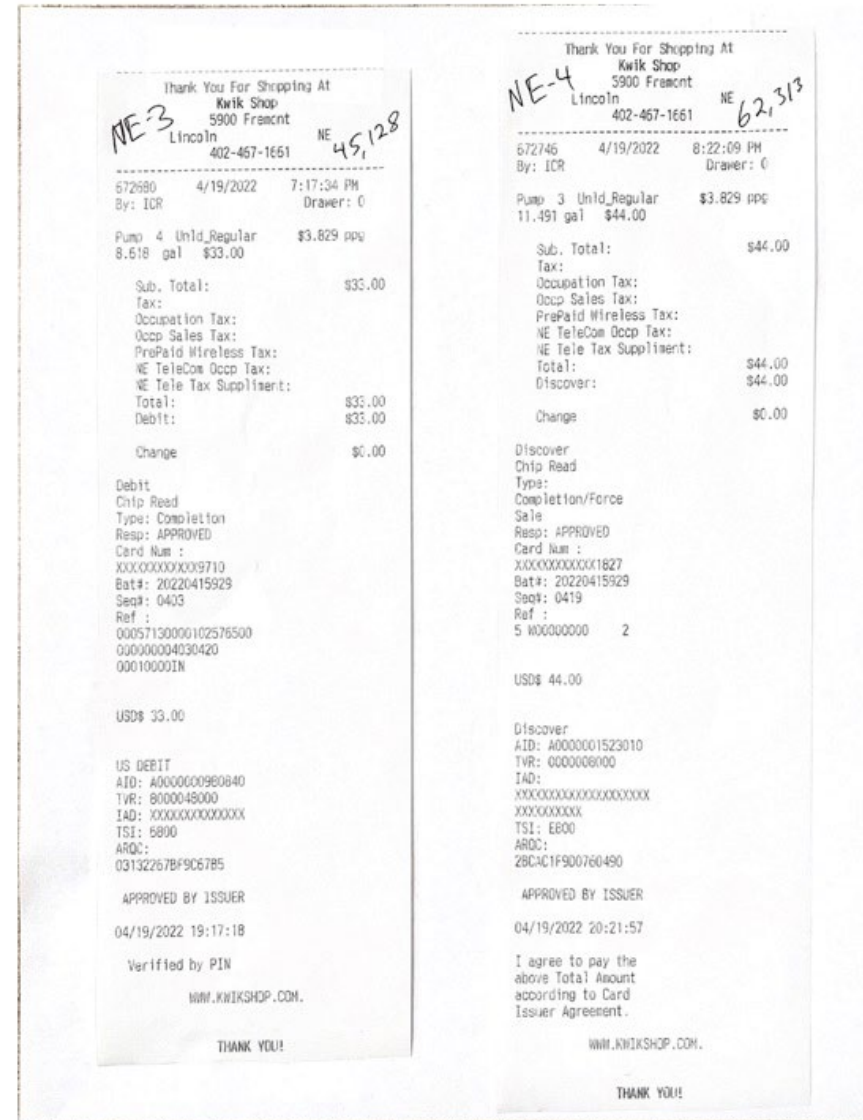 Thank You For Shopping At
Kwik Shop
5900 Fremont
NE-3
Lincoln NE
45,128
402-467-1661
672680 4/19/2022 7:17:34 PM
By: ICR Drawer: 0
Pump 4 Unld_Regular $3.829 ppg
8.618 gal $33.00
Sub. Total: $33.00
Tax:
Occupation Tax:
Occp Sales Tax:
PrePaid Wireless Tax:
NE TeleCom Occp Tax:
NE Tele Tax Suppliment:
Total: $33.00
Debit: $33.00
Change $0.00
Debit
Chip Read
Type: Completion
Resp: APPROVED
Card Num :
XXXXXXXXXXXX9710
Bat#: 20220415929
Seq#: 0403
Ref :
00057130000102576500
000000004030420
00010000IN
USD$ 33.00
US DEBIT
AID: A0000000980840
TVR: 8000048000
IAD: XXXXXXXXXXXXXX
TSI: 6800
ARQC:
03132267BF9C67B5
APPROVED BY ISSUER
04/19/2022 19:17:18
Verified by PIN
WWW.KWIKSHOP.COM.
THANK YOU!
Thank You For Shopping At
Kwik Shop
5900 Fremont
NE-4
Lincoln NE
62,313
402-467-1661
672746 4/19/2022 8:22:09 PM
By: ICR Drawer: 0
Pump 3 Unld_Regular $3.829 ppg
11.491 gal $44.00
Sub. Total: $44.00
Tax:
Occupation Tax:
Occp Sales Tax:
PrePaid Wireless Tax:
NE TeleCom Occp Tax:
NE Tele Tax Suppliment:
Total: $44.00
Discover: $44.00
Change $0.00
Discover
Chip Read
Type:
Completion/Force
Sale
Resp: APPROVED
Card Num :
XXXXXXXXXXXX1827
Bat#: 20220415929
Seq#: 0419
Ref :
5 W00000000 2
USD$ 44.00
Discover
AID: A0000001523010
TVR: 0000008000
IAD:
XXXXXXXXXXXXXXXXXXXX
XXXXXXXXXX
TSI: E800
ARQC:
2BCAC1F900760490
APPROVED BY ISSUER
04/19/2022 20:21:57
I agree to pay the
above Total Amount
according to Card
Issuer Agreement.
WWW.KWIKSHOP.COM.
THANK YOU!